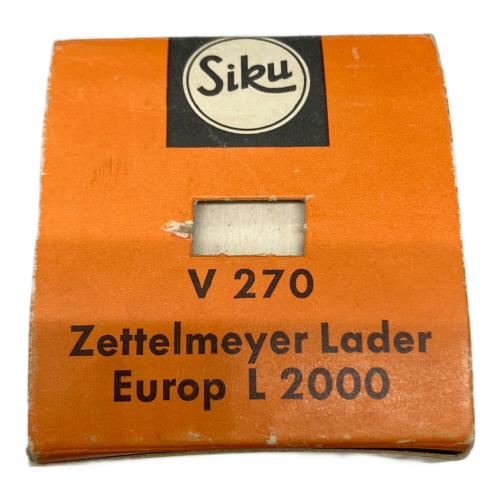 Siku
V 270
Zettelmeyer Lader
Europ L 2000